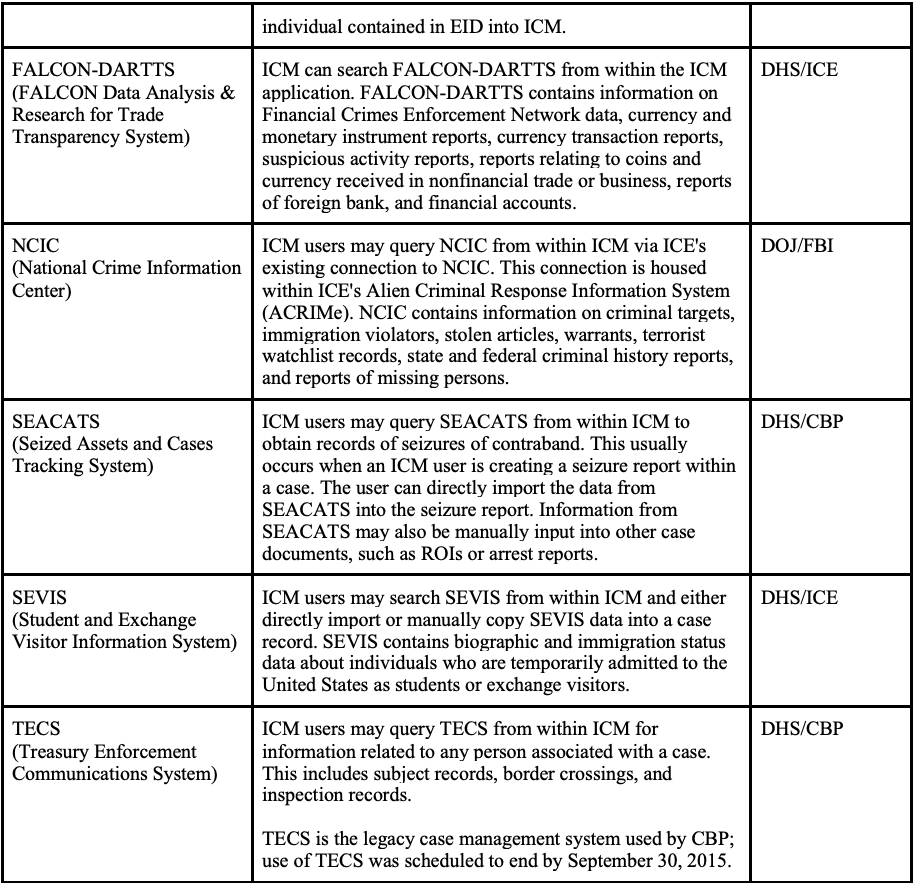 individual contained in EID into ICM.
FALCON-DARTTS
(FALCON Data Analysis &
Research for Trade
Transparency System)
ICM can search FALCON-DARTTS from within the ICM
application. FALCON-DARTTS contains information on
Financial Crimes Enforcement Network data, currency and
monetary instrument reports, currency transaction reports,
suspicious activity reports, reports relating to coins and
currency received in nonfinancial trade or business, reports
of foreign bank, and financial accounts.
DHS/ICE
NCIC
(National Crime Information
Center)
ICM users may query NCIC from within ICM via ICE's
existing connection to NCIC. This connection is housed
within ICE's Alien Criminal Response Information System
(ACRIMe). NCIC contains information on criminal targets,
immigration violators, stolen articles, warrants, terrorist
watchlist records, state and federal criminal history reports,
and reports of missing persons.
DOJ/FBI
SEACATS
(Seized Assets and Cases
Tracking System)
ICM users may query SEACATS from within ICM to
obtain records of seizures of contraband. This usually
occurs when an ICM user is creating a seizure report within
a case. The user can directly import the data from
SEACATS into the seizure report. Information from
SEACATS may also be manually input into other case
documents, such as ROIs or arrest reports.
DHS/CBP
SEVIS
(Student and Exchange
Visitor Information System)
ICM users may search SEVIS from within ICM and either
directly import or manually copy SEVIS data into a case
record. SEVIS contains biographic and immigration status
data about individuals who are temporarily admitted to the
United States as students or exchange visitors.
DHS/ICE
TECS
(Treasury Enforcement
Communications System)
ICM users may query TECS from within ICM for
information related to any person associated with a case.
This includes subject records, border crossings, and
inspection records.
TECS is the legacy case management system used by CBP;
use of TECS was scheduled to end by September 30, 2015.
DHS/CBP